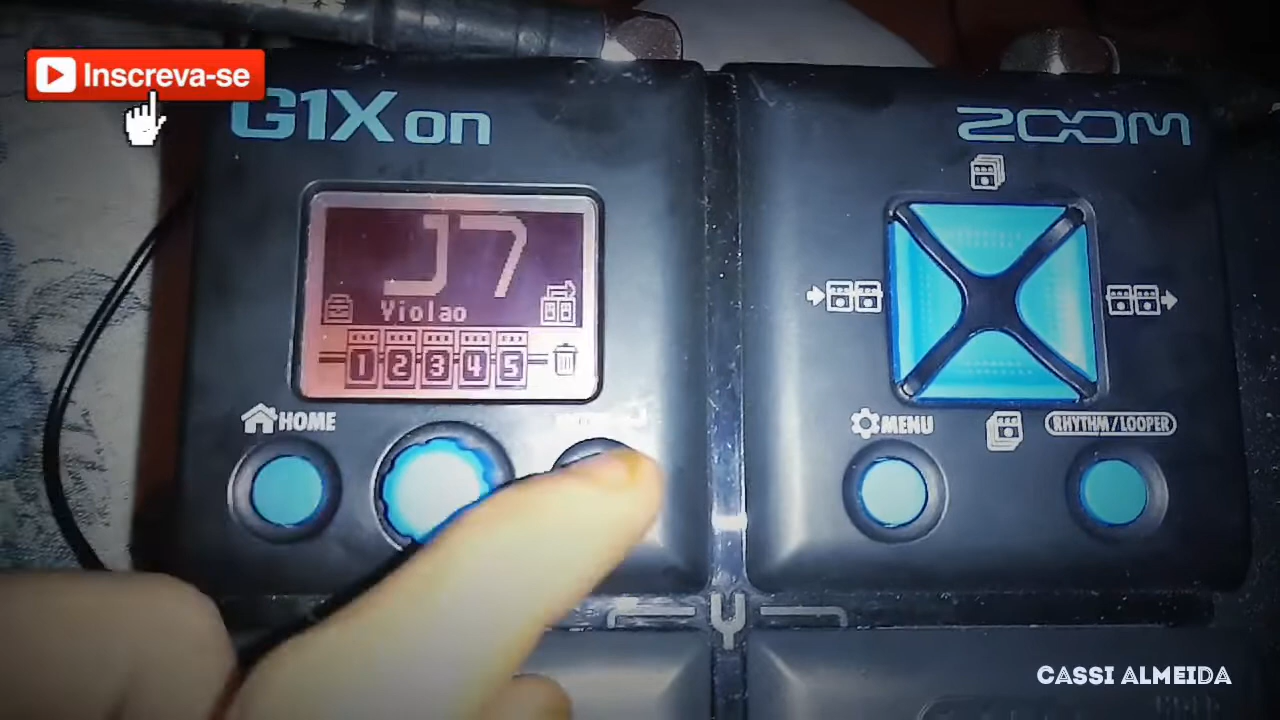 Inscreva-se
G1X on
ZOOM
J7
Violao
1 2 3 4 5
HOME
MENU
RHYTHM / LOOPER
CASSI ALMEIDA